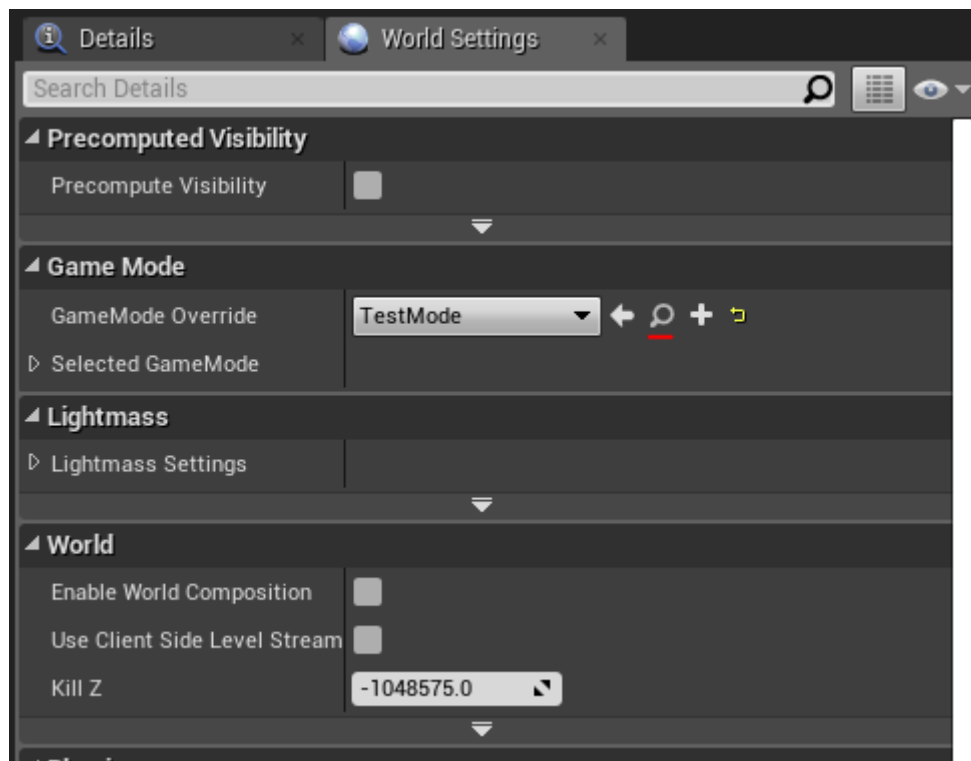 Details
World Settings
Search Details
Precomputed Visibility
Precompute Visibility
Game Mode
GameMode Override TestMode
Selected GameMode
Lightmass
Lightmass Settings
World
Enable World Composition
Use Client Side Level Stream
Kill Z -1048575.0